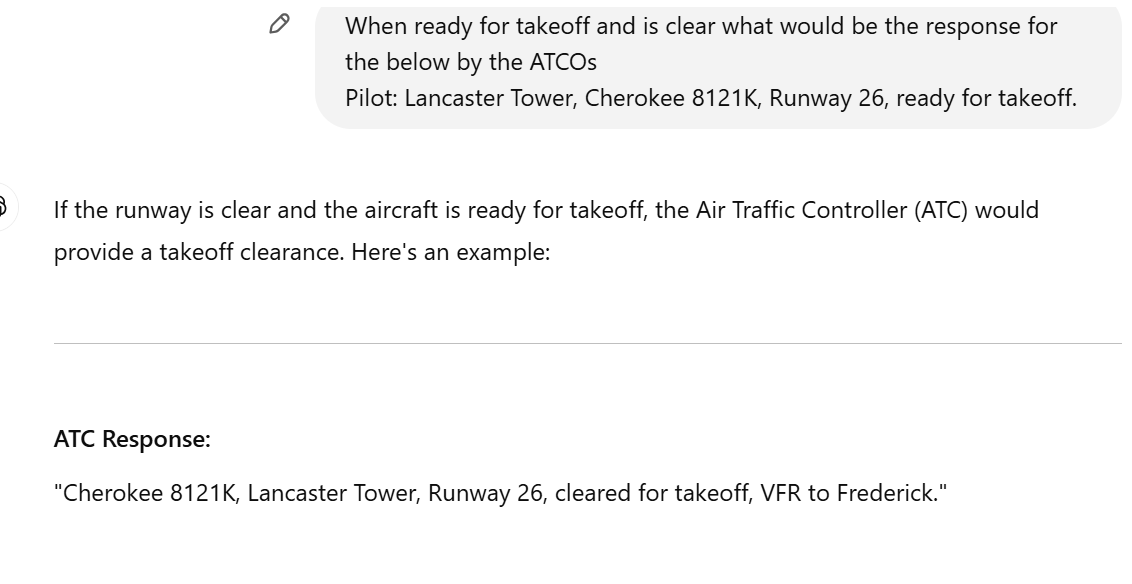 When ready for takeoff and is clear what would be the response for
the below by the ATCOs
Pilot: Lancaster Tower, Cherokee 8121K, Runway 26, ready for takeoff.
If the runway is clear and the aircraft is ready for takeoff, the Air Traffic Controller (ATC) would
provide a takeoff clearance. Here's an example:
ATC Response:
"Cherokee 8121K, Lancaster Tower, Runway 26, cleared for takeoff, VFR to Frederick."